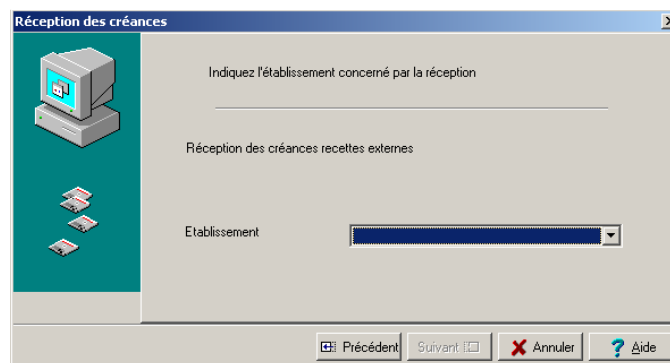 Réception des créances
Indiquez l'établissement concerné par la réception
Réception des créances recettes externes
Etablissement
Précédent
Suivant
Annuler
Aide